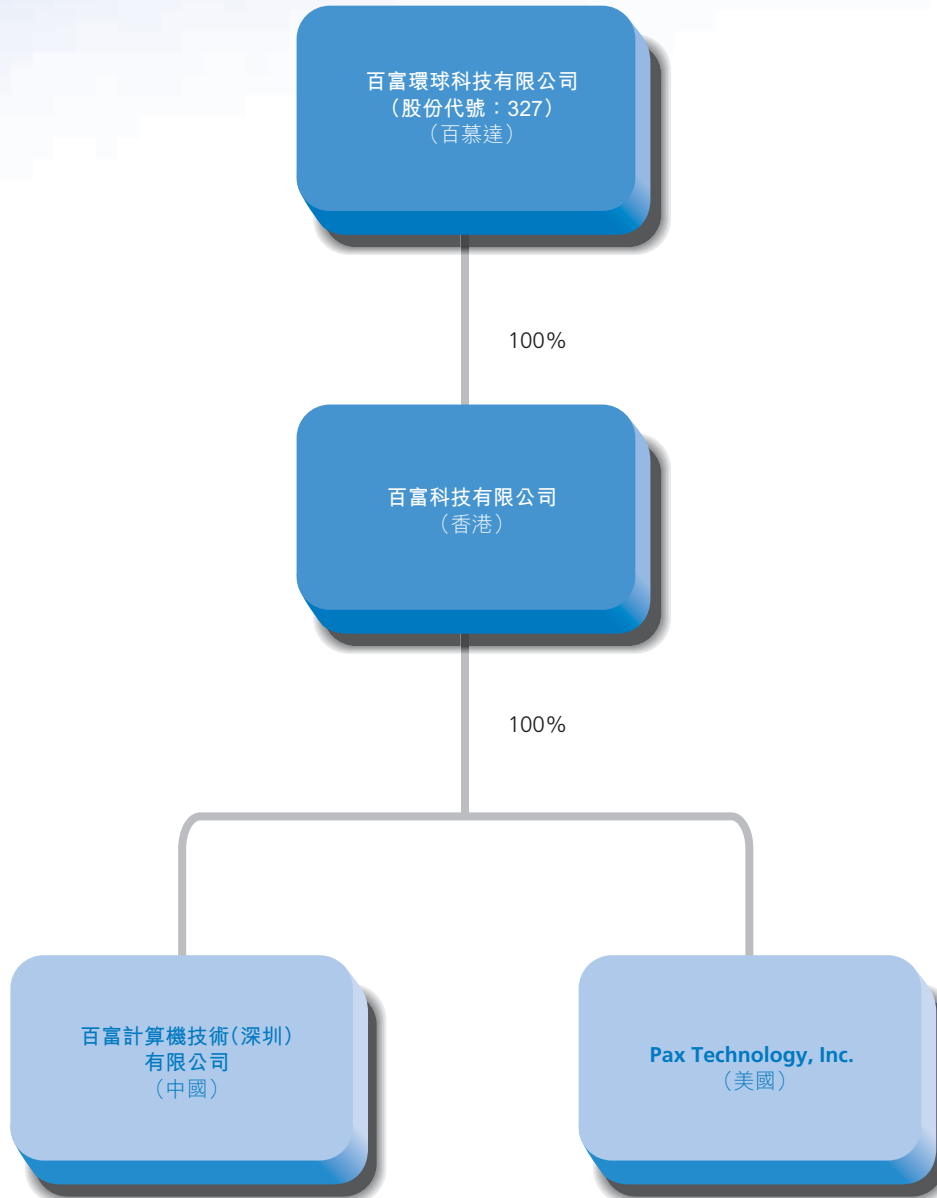 百富環球科技有限公司
（股份代號：327）
（百慕達）
100%
百富科技有限公司
（香港）
100%
百富計算機技術(深圳)
有限公司
（中國）
Pax Technology, Inc.
（美國）